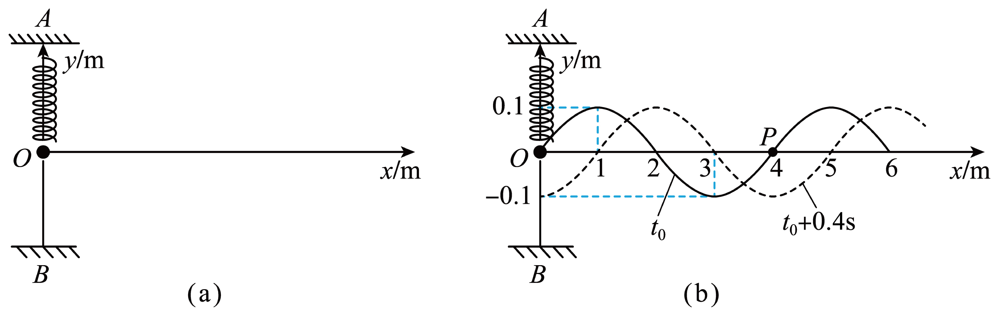 A
y/m
O
x/m
B
(a)
A
y/m
0.1
P
O
1 2 3 4 5 6 x/m
−0.1
t₀
t₀+0.4s
B
(b)